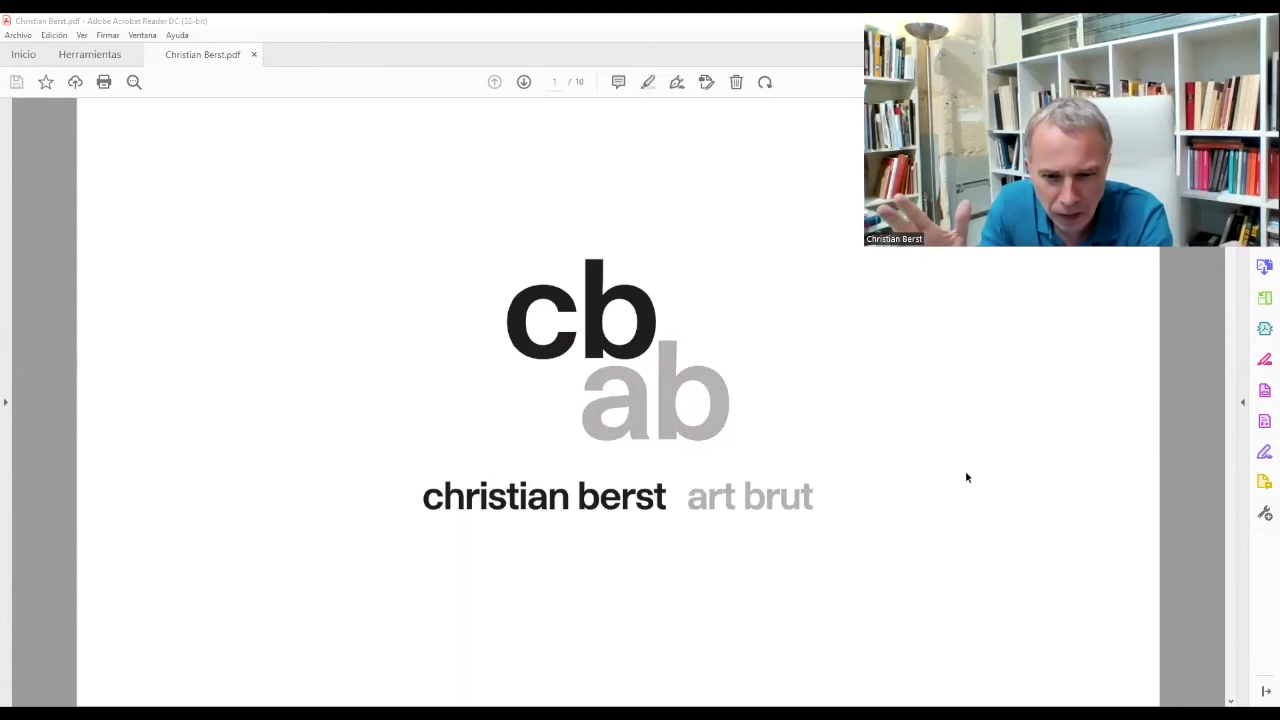 Christian Berst.pdf - Adobe Acrobat Reader DC (32-bit)
Archivo Edición Ver Firmar Ventana Ayuda
Inicio Herramientas Christian Berst.pdf ×
1 / 10
Christian Berst
cb
ab
christian berst art brut